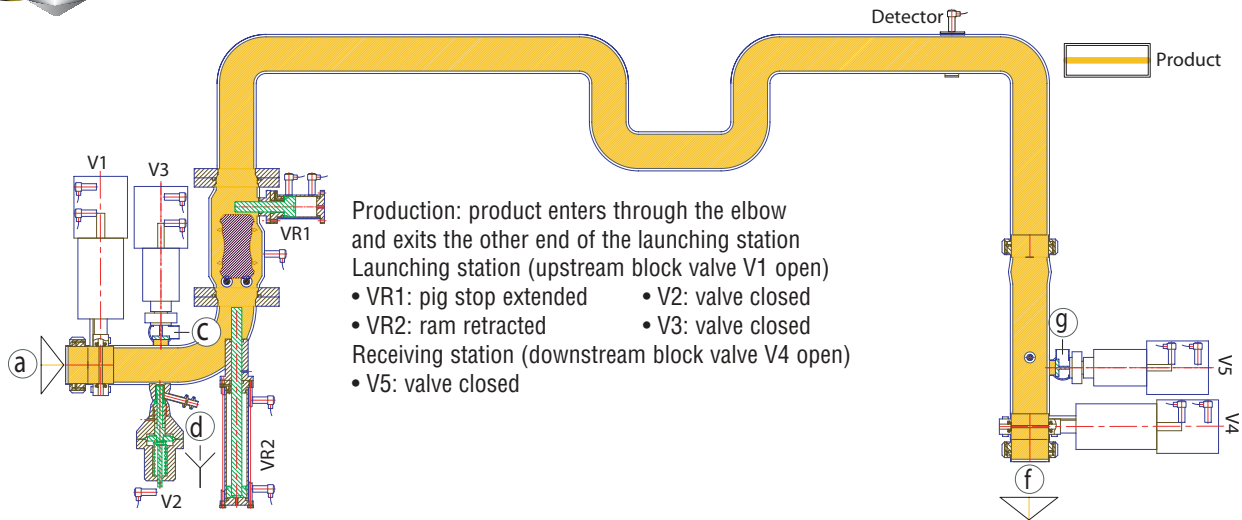 Detector
Product
V1
V3
VR1
Production: product enters through the elbow
and exits the other end of the launching station
Launching station (upstream block valve V1 open)
• VR1: pig stop extended • V2: valve closed
• VR2: ram retracted • V3: valve closed
Receiving station (downstream block valve V4 open)
• V5: valve closed
c
g
a
V5
d
V4
VR2
f
V2